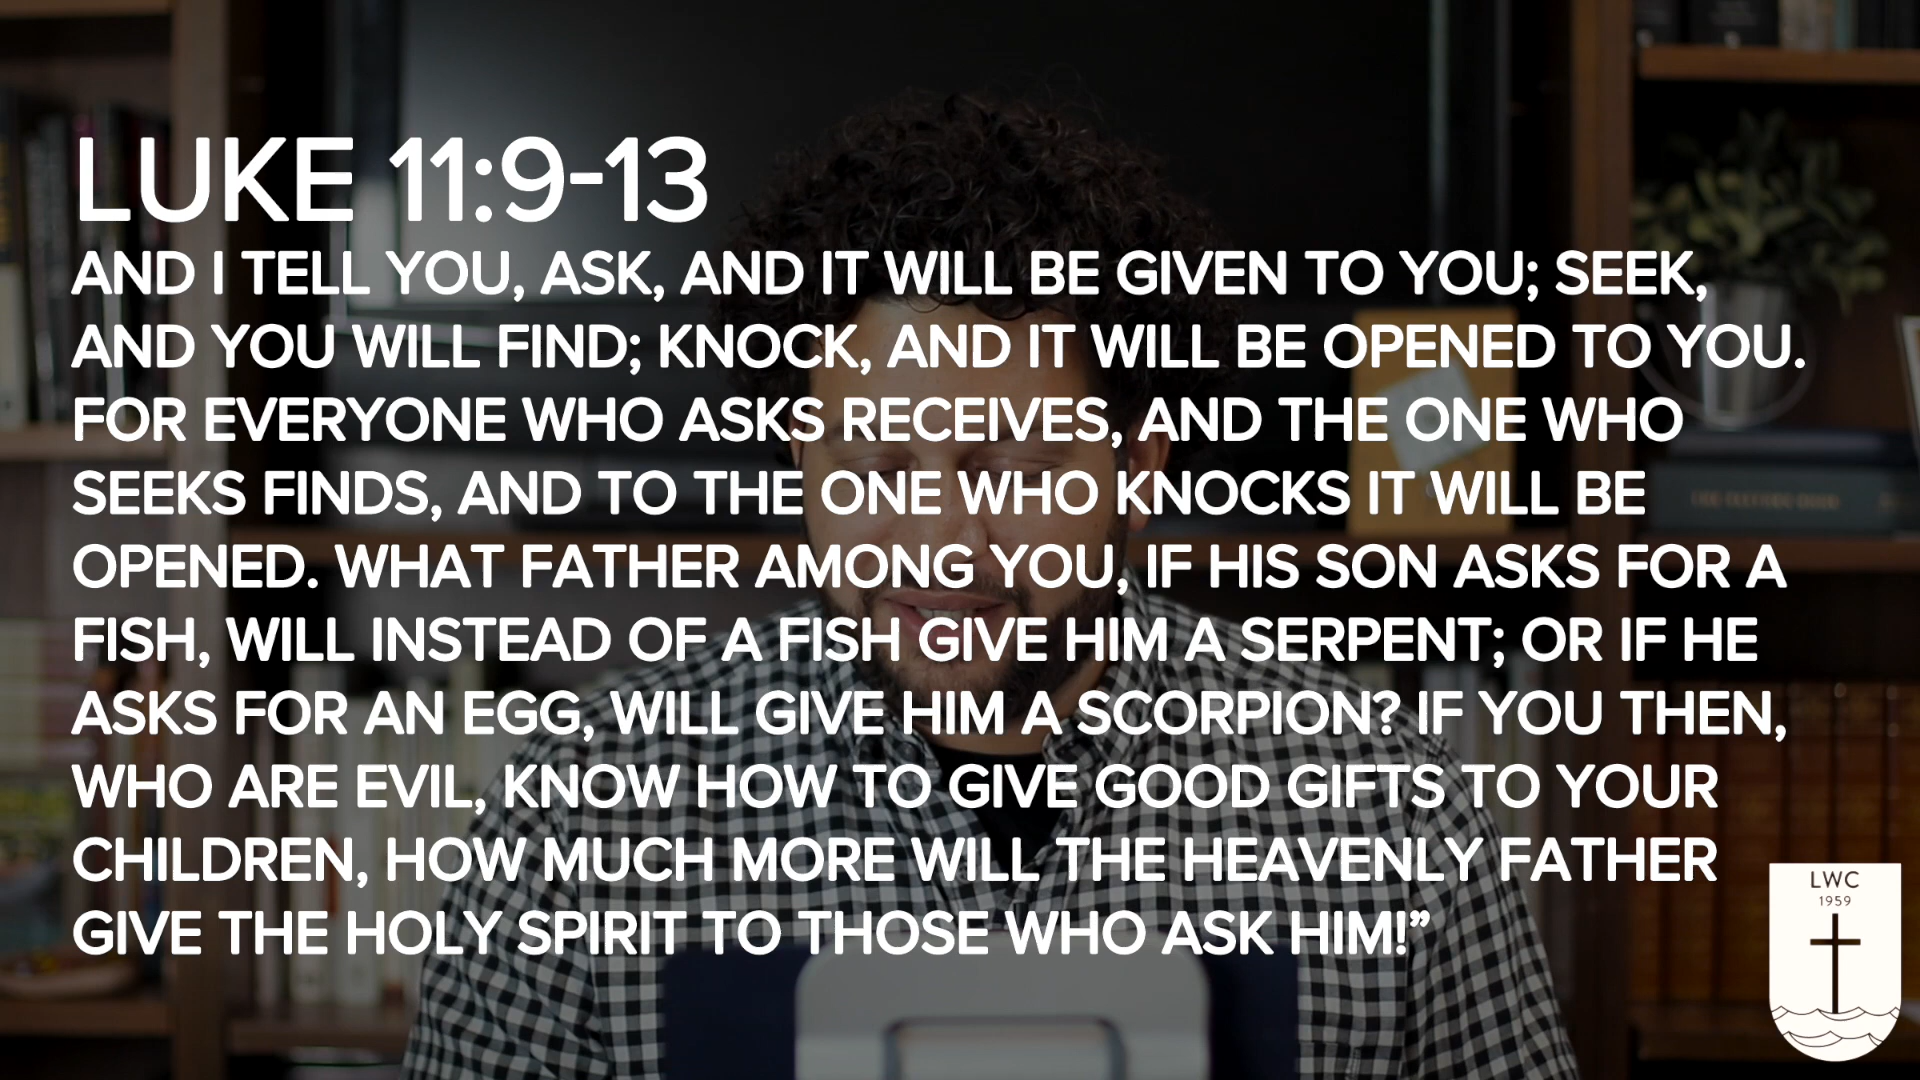 LUKE 11:9-13
AND I TELL YOU, ASK, AND IT WILL BE GIVEN TO YOU; SEEK,
AND YOU WILL FIND; KNOCK, AND IT WILL BE OPENED TO YOU.
FOR EVERYONE WHO ASKS RECEIVES, AND THE ONE WHO
SEEKS FINDS, AND TO THE ONE WHO KNOCKS IT WILL BE
OPENED. WHAT FATHER AMONG YOU, IF HIS SON ASKS FOR A
FISH, WILL INSTEAD OF A FISH GIVE HIM A SERPENT; OR IF HE
ASKS FOR AN EGG, WILL GIVE HIM A SCORPION? IF YOU THEN,
WHO ARE EVIL, KNOW HOW TO GIVE GOOD GIFTS TO YOUR
CHILDREN, HOW MUCH MORE WILL THE HEAVENLY FATHER
GIVE THE HOLY SPIRIT TO THOSE WHO ASK HIM!”
LWC
1959